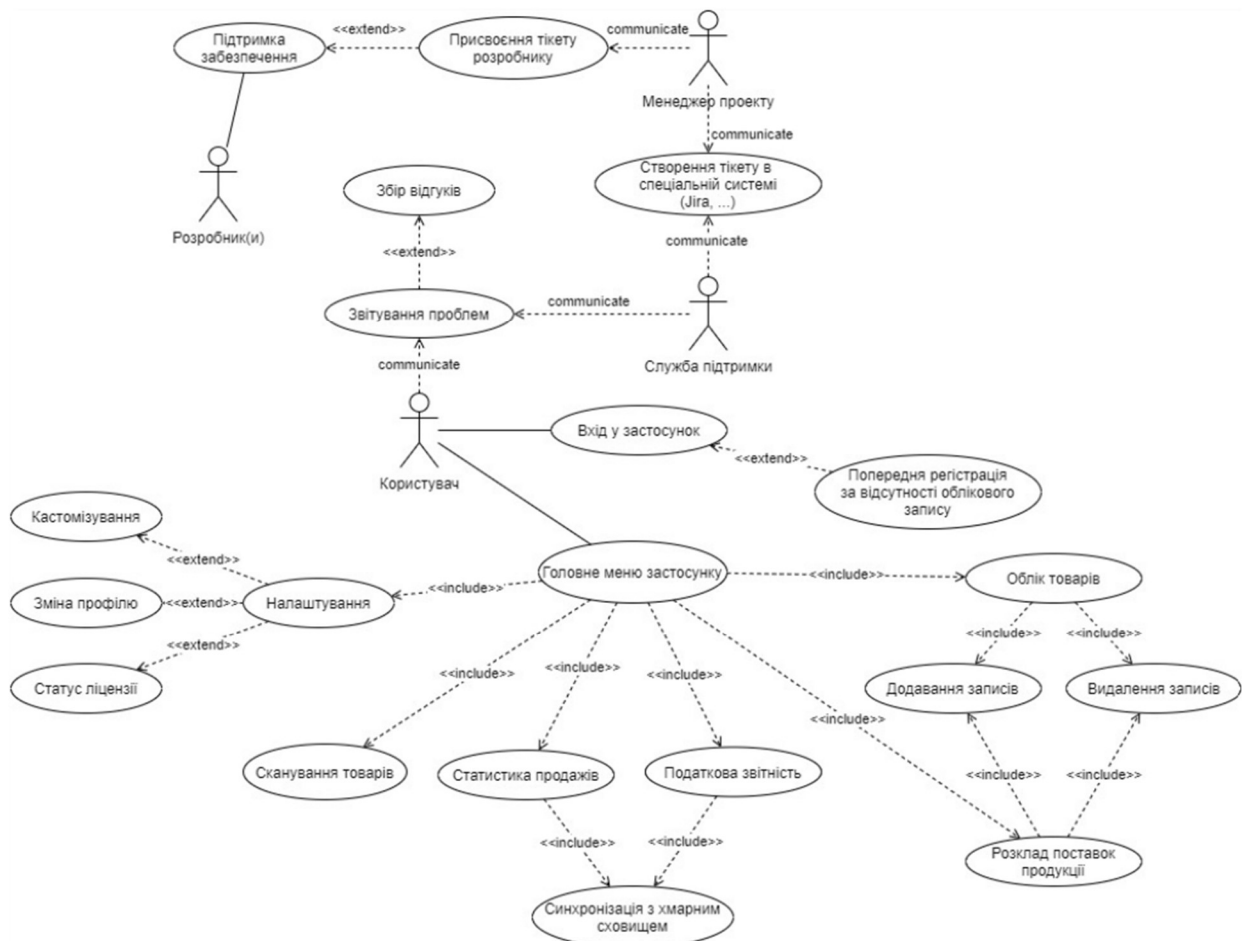 <<extend>>
communicate
Підтримка
забезпечення
Присвоєння тікету
розробнику
Менеджер проекту
communicate
Створення тікету в
спеціальній системі
(Jira, ...)
Збір відгуків
Розробник(и)
communicate
<<extend>>
communicate
Звітування проблем
Служба підтримки
communicate
Вхід у застосунок
<<extend>>
Користувач
Попередня регістрація
за відсутності облікового
запису
Кастомізування
<<extend>>
Головне меню застосунку
<<include>>
Облік товарів
<<include>>
Зміна профілю
<<extend>>
Налаштування
<<extend>>
<<include>>
<<include>>
Статус ліцензії
<<include>>
<<include>>
<<include>>
Додавання записів
Видалення записів
<<include>>
Сканування товарів
Статистика продажів
Податкова звітність
<<include>>
<<include>>
<<include>>
<<include>>
Розклад поставок
продукції
Синхронізація з хмарним
сховищем